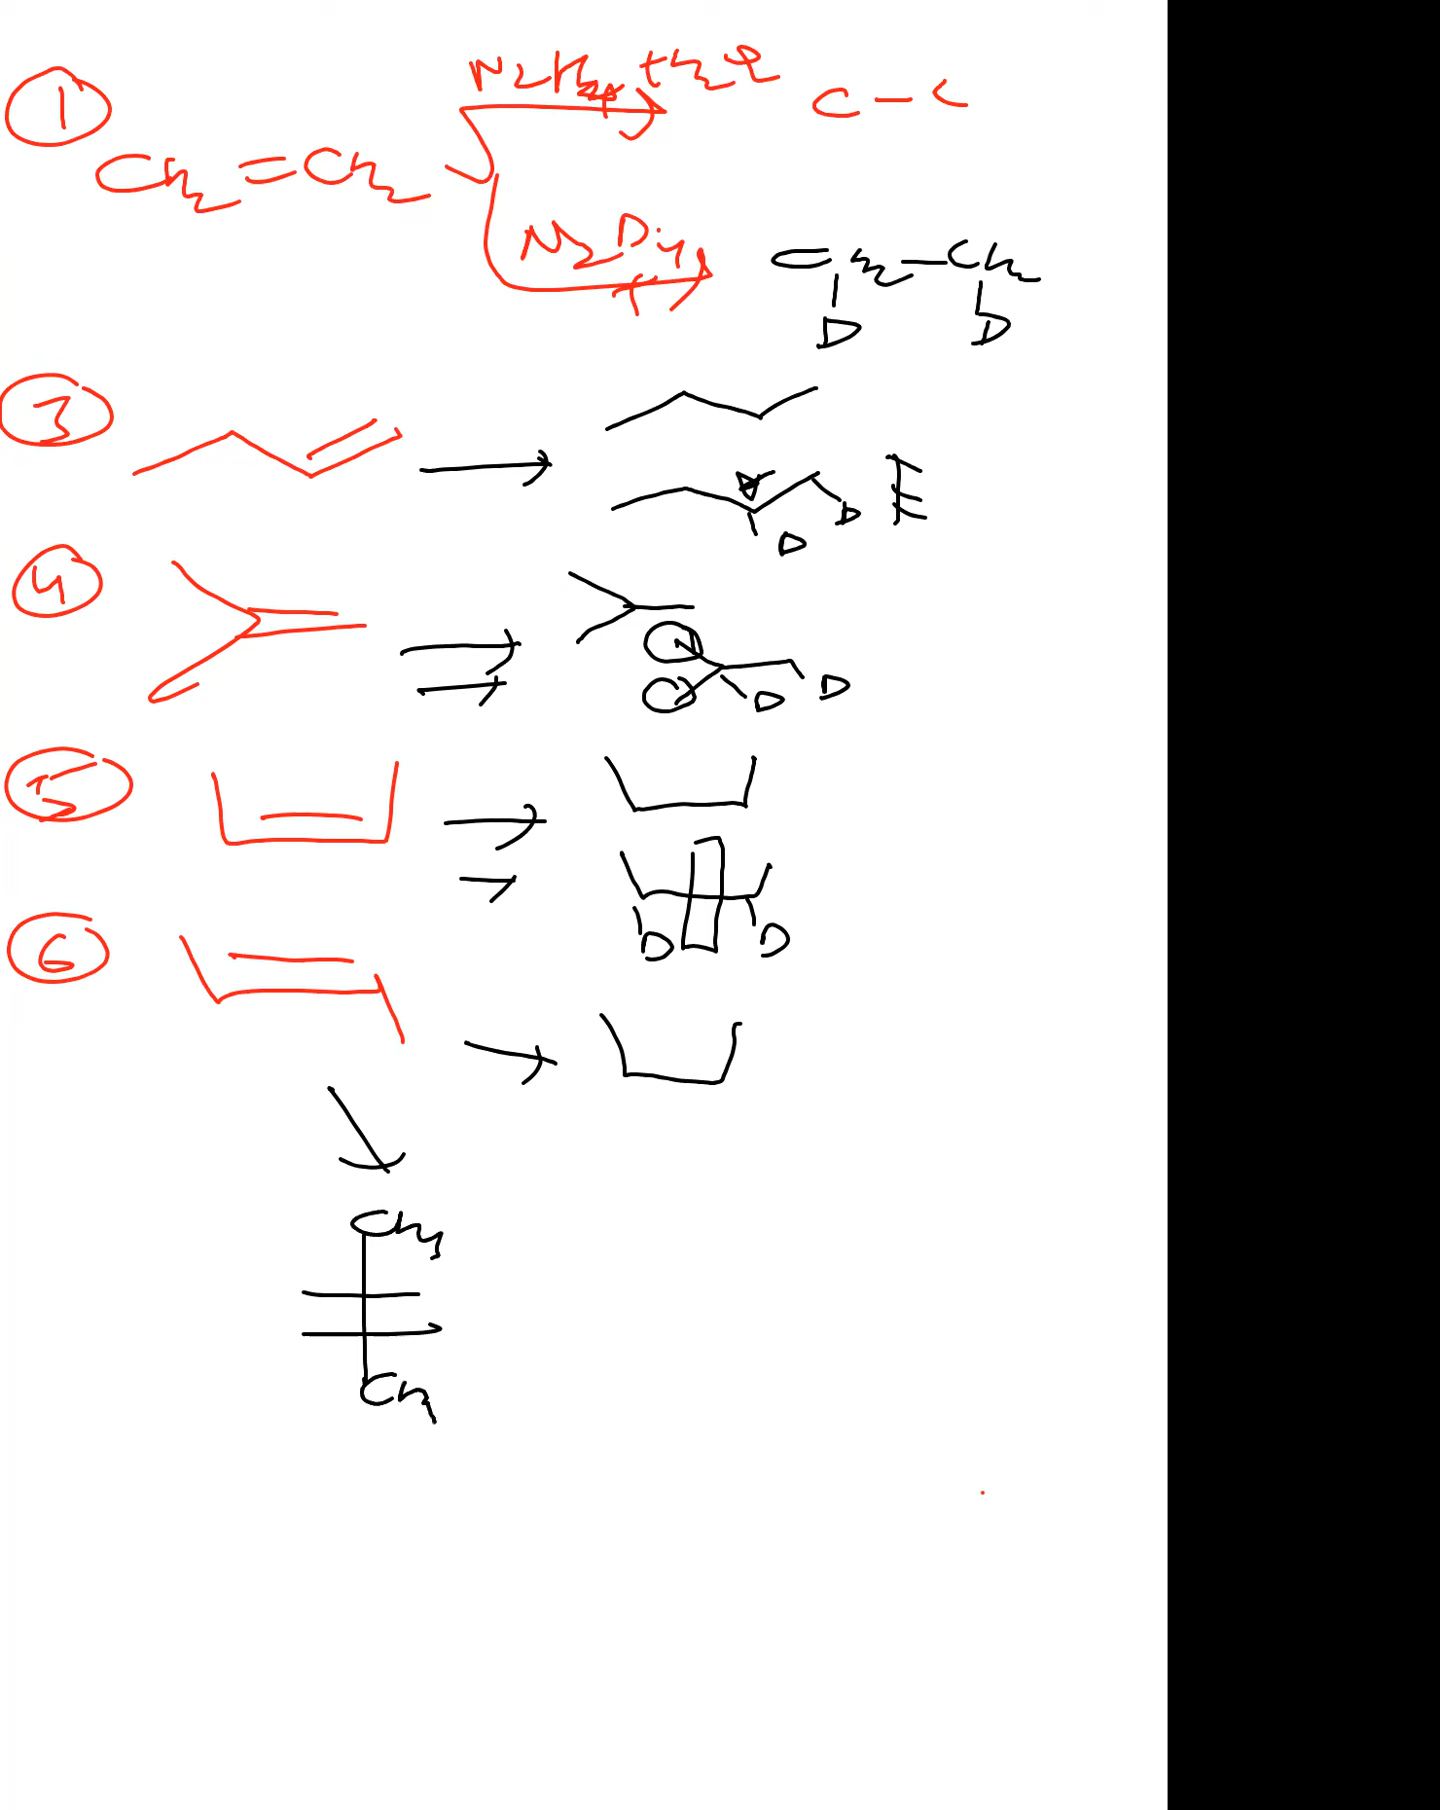 ①
N2H4 + H2O2
C - C
CH2 = CH2
N2D4
CH2 - CH2
D D
③
D
D
④
D
D
⑤
D D
⑥
CH3
CH3